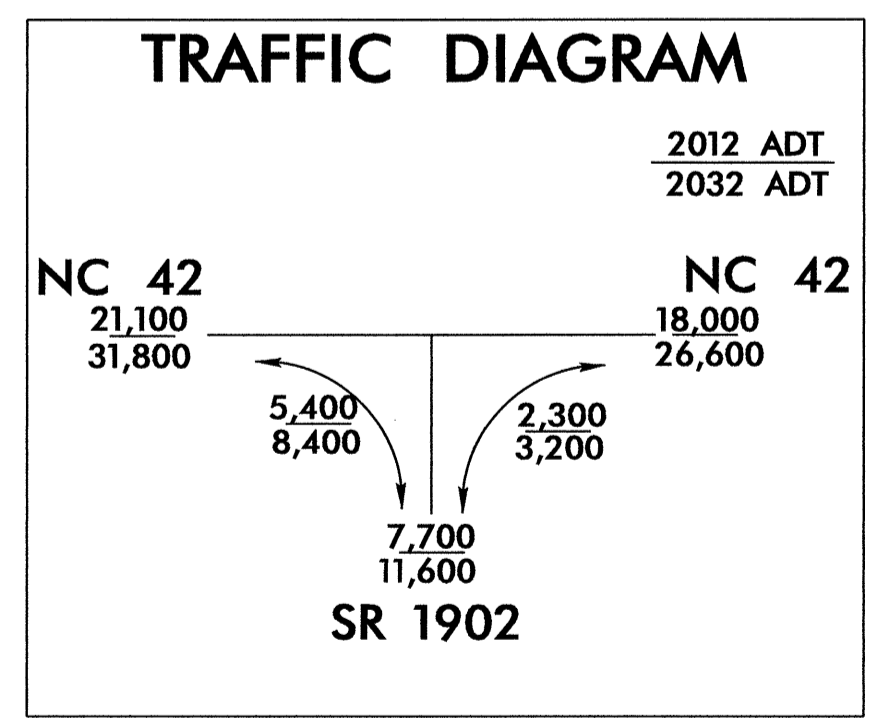 TRAFFIC DIAGRAM
2012 ADT
2032 ADT
NC 42
21,100
31,800
NC 42
18,000
26,600
5,400
8,400
2,300
3,200
7,700
11,600
SR 1902